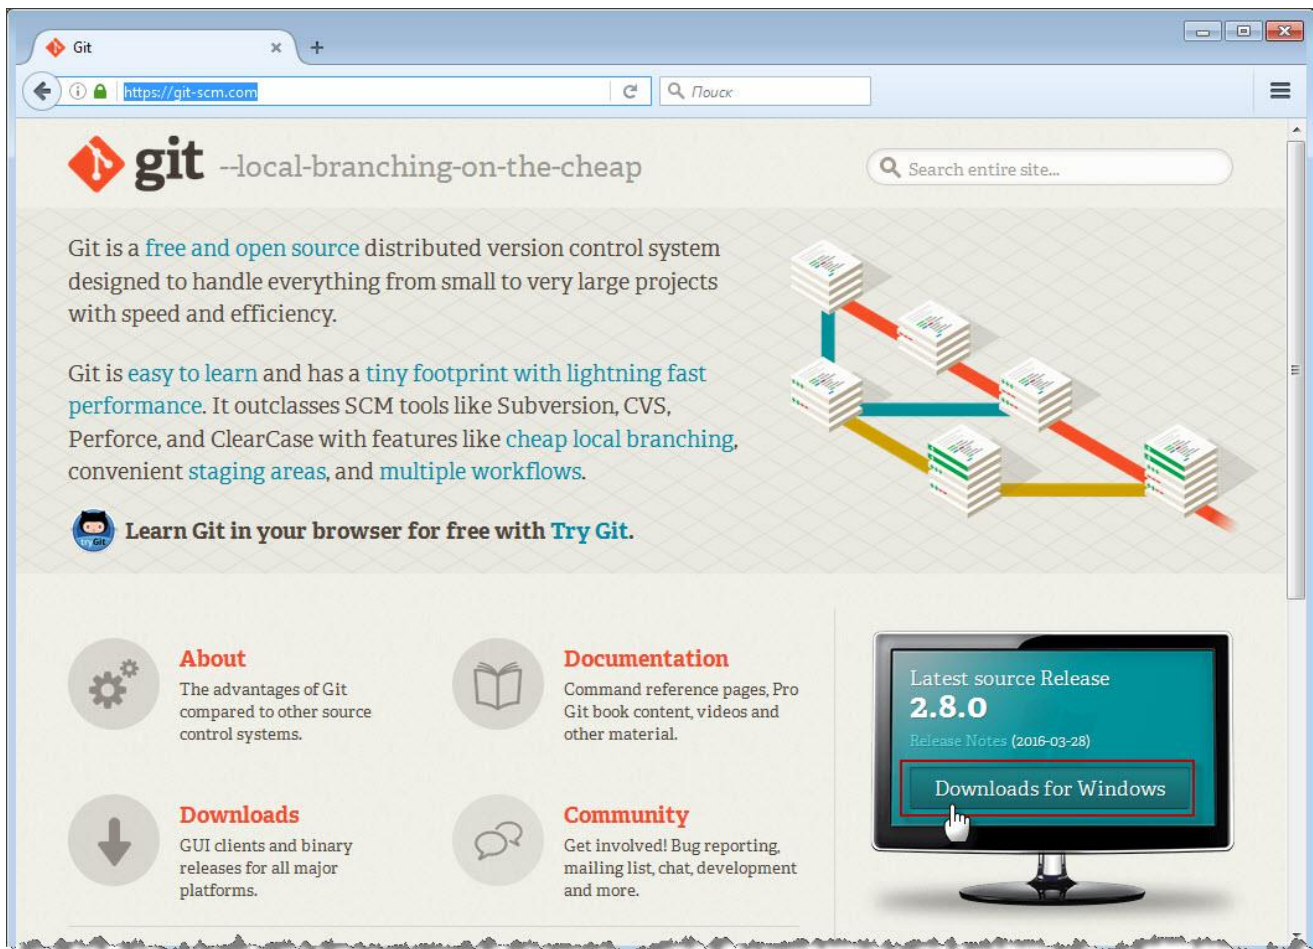 Git
https://git-scm.com
Поиск
git --local-branching-on-the-cheap
Search entire site...
Git is a free and open source distributed version control system
designed to handle everything from small to very large projects
with speed and efficiency.
Git is easy to learn and has a tiny footprint with lightning fast
performance. It outclasses SCM tools like Subversion, CVS,
Perforce, and ClearCase with features like cheap local branching,
convenient staging areas, and multiple workflows.
try Git
Learn Git in your browser for free with Try Git.
About
The advantages of Git
compared to other source
control systems.
Documentation
Command reference pages, Pro
Git book content, videos and
other material.
Downloads
GUI clients and binary
releases for all major
platforms.
Community
Get involved! Bug reporting,
mailing list, chat, development
and more.
Latest source Release
2.8.0
Release Notes (2016-03-28)
Downloads for Windows